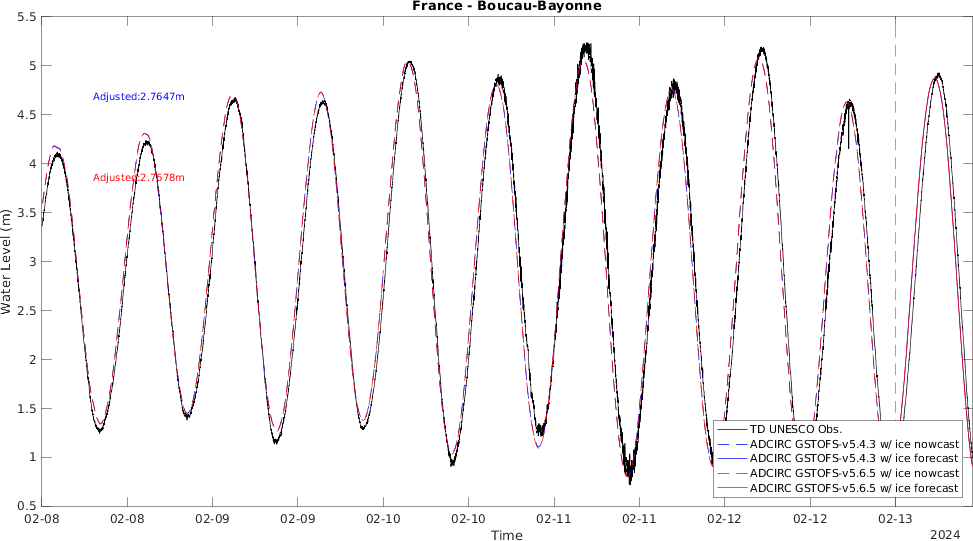 France - Boucau-Bayonne
5.5
5
4.5
4
3.5
3
2.5
2
1.5
1
0.5
Water Level (m)
Adjusted:2.7647m
Adjusted:2.7578m
TD UNESCO Obs.
ADCIRC GSTOFS-v5.4.3 w/ ice nowcast
ADCIRC GSTOFS-v5.4.3 w/ ice forecast
ADCIRC GSTOFS-v5.6.5 w/ ice nowcast
ADCIRC GSTOFS-v5.6.5 w/ ice forecast
02-08 02-08 02-09 02-09 02-10 02-10 02-11 02-11 02-12 02-12 02-13
Time
2024